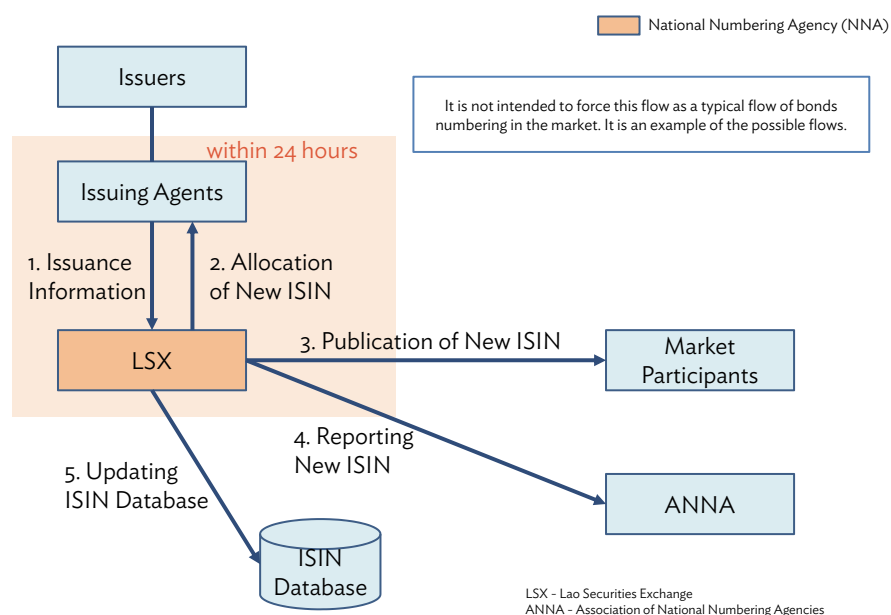 National Numbering Agency (NNA)
Issuers
It is not intended to force this flow as a typical flow of bonds
numbering in the market. It is an example of the possible flows.
within 24 hours
Issuing Agents
1. Issuance
Information
2. Allocation
of New ISIN
LSX
3. Publication of New ISIN
Market
Participants
4. Reporting
New ISIN
5. Updating
ISIN Database
ANNA
ISIN
Database
LSX - Lao Securities Exchange
ANNA - Association of National Numbering Agencies